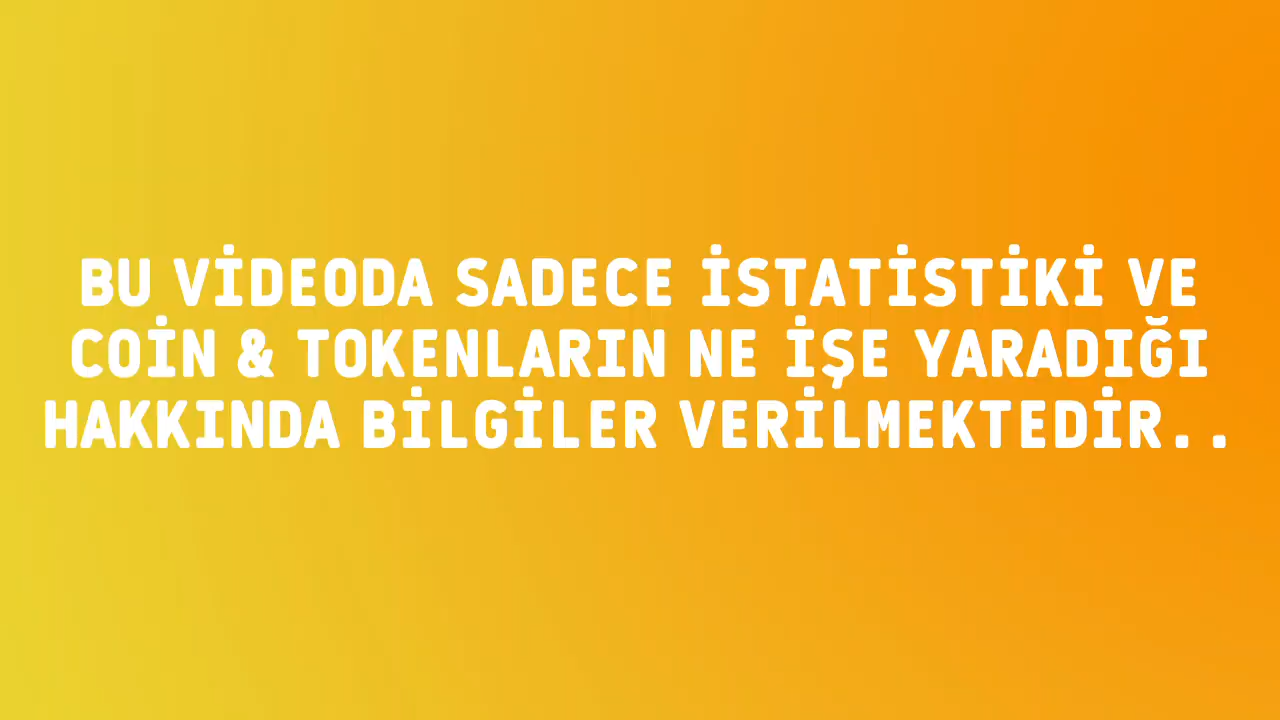 BU VİDEODA SADECE İSTATİSTİKİ VE
COİN & TOKENLARIN NE İŞE YARADIĞI
HAKKINDA BİLGİLER VERİLMEKTEDİR..